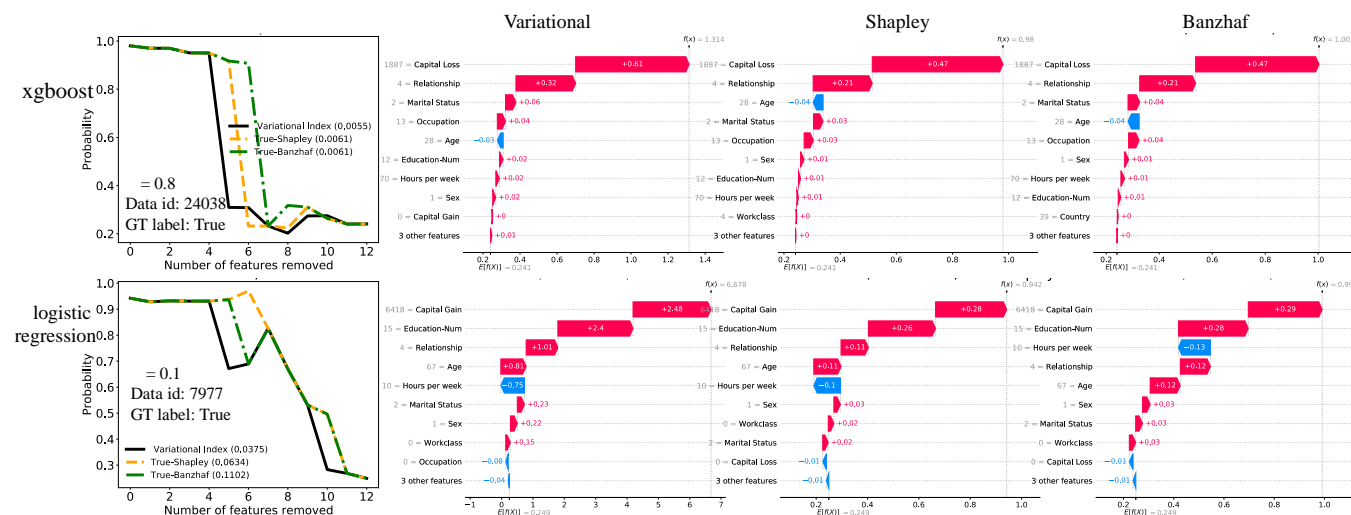 Variational
Shapley
Banzhaf
xgboost
Probability
1.0
0.8
0.6
0.4
0.2
Variational Index (0.0055)
True-Shapley (0.0061)
True-Banzhaf (0.0061)
= 0.8
Data id: 24038
GT label: True
0 2 4 6 8 10 12
Number of features removed
f(x) = 1.314
1887 = Capital Loss +0.61
4 = Relationship +0.32
2 = Marital Status +0.06
13 = Occupation +0.04
28 = Age −0.03
12 = Education-Num +0.02
70 = Hours per week +0.02
1 = Sex +0.02
0 = Capital Gain +0
3 other features +0.01
0.2 0.4 0.6 0.8 1.0 1.2 1.4
E[f(X)] = 0.241
f(x) = 0.98
1887 = Capital Loss +0.47
4 = Relationship +0.21
28 = Age −0.04
2 = Marital Status +0.03
13 = Occupation +0.03
1 = Sex +0.01
12 = Education-Num +0.01
70 = Hours per week +0.01
4 = Workclass +0
3 other features +0
0.2 0.4 0.6 0.8 1.0
E[f(X)] = 0.241
1887 = Capital Loss +0.47
4 = Relationship +0.21
2 = Marital Status +0.04
28 = Age −0.04
13 = Occupation +0.04
1 = Sex +0.01
70 = Hours per week +0.01
12 = Education-Num +0.01
39 = Country +0
3 other features +0
0.2 0.4 0.6 0.8 1.0
E[f(X)] = 0.241
logistic
regression
Probability
1.0
0.9
0.8
0.7
0.6
0.5
0.4
0.3
= 0.1
Data id: 7977
GT label: True
Variational Index (0.0375)
True-Shapley (0.0634)
True-Banzhaf (0.1102)
0 2 4 6 8 10 12
Number of features removed
f(x) = 6.678
6418 = Capital Gain +2.48
15 = Education-Num +2.4
4 = Relationship +1.01
67 = Age +0.81
10 = Hours per week −0.75
2 = Marital Status +0.23
1 = Sex +0.22
0 = Workclass +0.15
0 = Occupation −0.08
3 other features −0.04
−1 0 1 2 3 4 5 6 7
E[f(X)] = 0.249
f(x) = 0.942
6418 = Capital Gain +0.28
15 = Education-Num +0.26
4 = Relationship +0.11
67 = Age +0.11
10 = Hours per week −0.1
1 = Sex +0.03
0 = Workclass +0.02
2 = Marital Status +0.02
0 = Capital Loss −0.01
3 other features −0.01
0.2 0.4 0.6 0.8 1.0
E[f(X)] = 0.249
6418 = Capital Gain +0.29
15 = Education-Num +0.28
10 = Hours per week −0.13
4 = Relationship +0.12
67 = Age +0.12
1 = Sex +0.03
2 = Marital Status +0.03
0 = Workclass +0.03
0 = Capital Loss −0.01
3 other features −0.01
0.2 0.4 0.6 0.8 1.0
E[f(X)] = 0.249